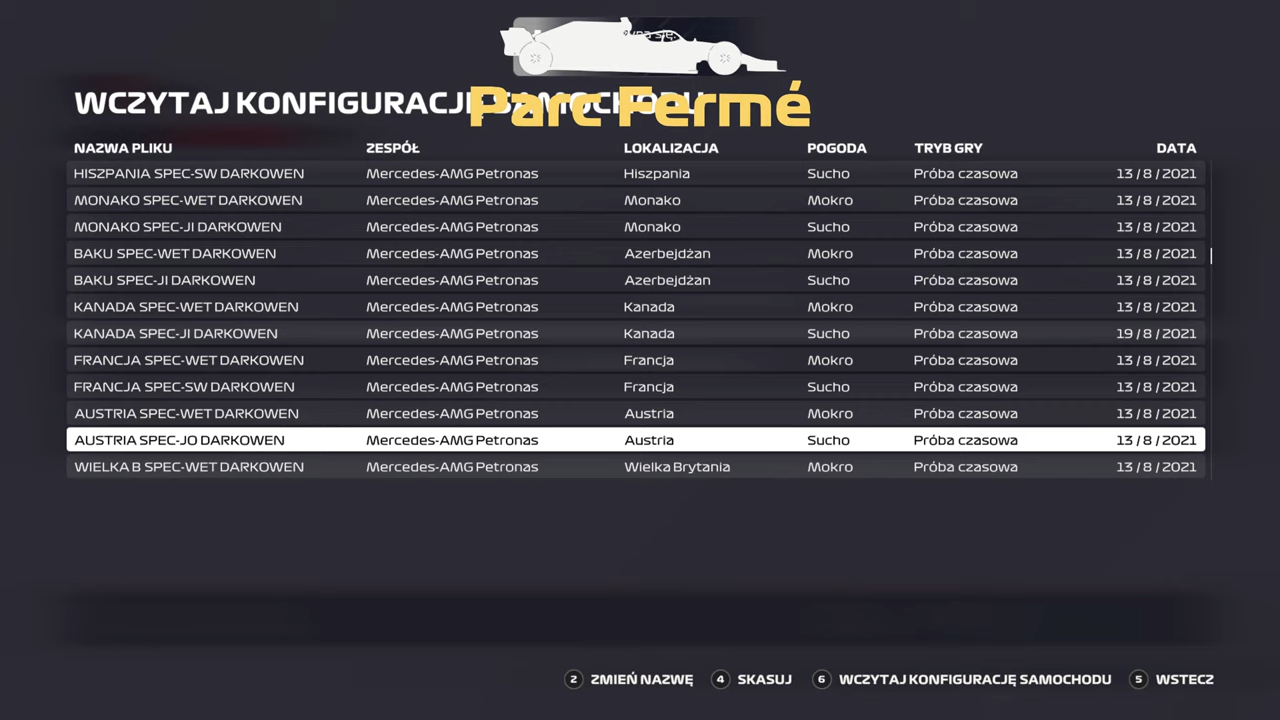 WCZYTAJ KONFIGURACJĘ SAMOCHODU
Parc Fermé
NAZWA PLIKU ZESPÓŁ LOKALIZACJA POGODA TRYB GRY DATA
HISZPANIA SPEC-SW DARKOWEN Mercedes-AMG Petronas Hiszpania Sucho Próba czasowa 13/8/2021
MONAKO SPEC-WET DARKOWEN Mercedes-AMG Petronas Monako Mokro Próba czasowa 13/8/2021
MONAKO SPEC-JI DARKOWEN Mercedes-AMG Petronas Monako Sucho Próba czasowa 13/8/2021
BAKU SPEC-WET DARKOWEN Mercedes-AMG Petronas Azerbejdżan Mokro Próba czasowa 13/8/2021
BAKU SPEC-JI DARKOWEN Mercedes-AMG Petronas Azerbejdżan Sucho Próba czasowa 13/8/2021
KANADA SPEC-WET DARKOWEN Mercedes-AMG Petronas Kanada Mokro Próba czasowa 13/8/2021
KANADA SPEC-JI DARKOWEN Mercedes-AMG Petronas Kanada Sucho Próba czasowa 19/8/2021
FRANCJA SPEC-WET DARKOWEN Mercedes-AMG Petronas Francja Mokro Próba czasowa 13/8/2021
FRANCJA SPEC-SW DARKOWEN Mercedes-AMG Petronas Francja Sucho Próba czasowa 13/8/2021
AUSTRIA SPEC-WET DARKOWEN Mercedes-AMG Petronas Austria Mokro Próba czasowa 13/8/2021
AUSTRIA SPEC-JO DARKOWEN Mercedes-AMG Petronas Austria Sucho Próba czasowa 13/8/2021
WIELKA B SPEC-WET DARKOWEN Mercedes-AMG Petronas Wielka Brytania Mokro Próba czasowa 13/8/2021
2 ZMIEŃ NAZWĘ 4 SKASUJ 6 WCZYTAJ KONFIGURACJĘ SAMOCHODU 5 WSTECZ